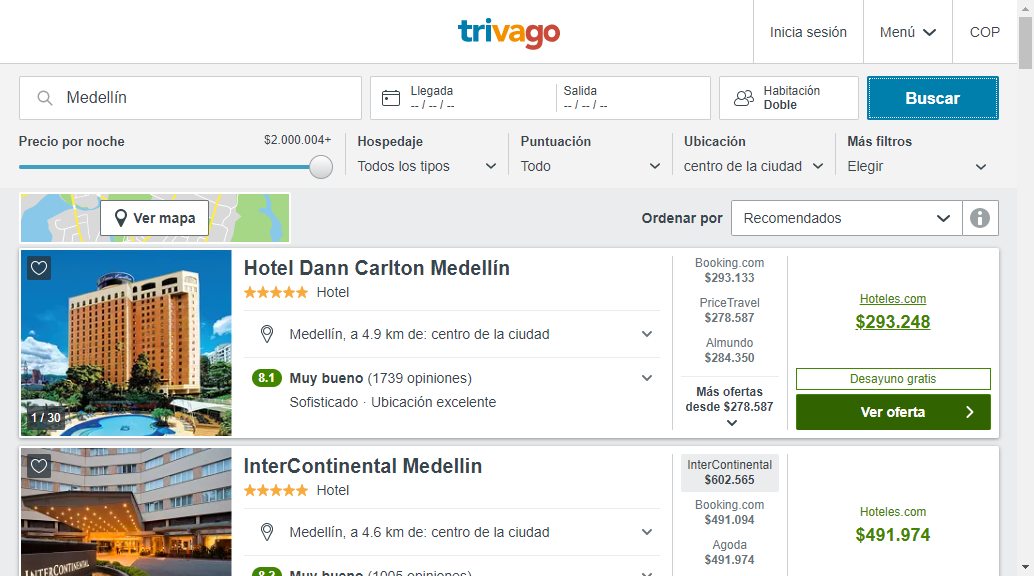 trivago
Inicia sesión
Menú
COP
Medellín
Llegada
-- / -- / --
Salida
-- / -- / --
Habitación
Doble
Buscar
Precio por noche
$2.000.004+
Hospedaje
Todos los tipos
Puntuación
Todo
Ubicación
centro de la ciudad
Más filtros
Elegir
Ver mapa
Ordenar por
Recomendados
1 / 30
Hotel Dann Carlton Medellín
Hotel
Medellín, a 4.9 km de: centro de la ciudad
8.1 Muy bueno (1739 opiniones)
Sofisticado · Ubicación excelente
Booking.com
$293.133
PriceTravel
$278.587
Almundo
$284.350
Más ofertas
desde $278.587
Hoteles.com
$293.248
Desayuno gratis
Ver oferta
INTERCONTINENTAL
InterContinental Medellin
Hotel
Medellín, a 4.6 km de: centro de la ciudad
8.2 Muy bueno (1005 opiniones)
InterContinental
$602.565
Booking.com
$491.094
Agoda
$491.974
Hoteles.com
$491.974